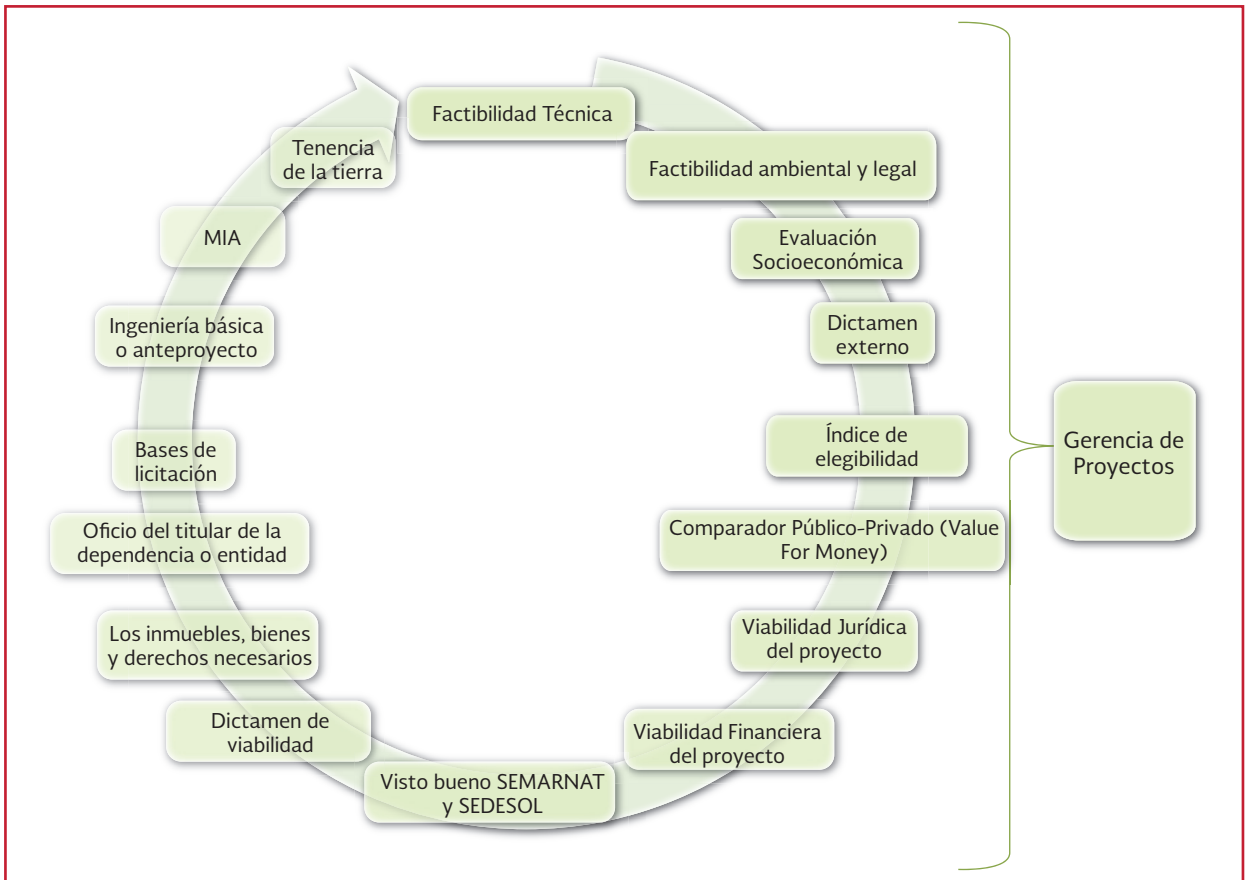 Factibilidad Técnica
Factibilidad ambiental y legal
Evaluación
Socioeconómica
Dictamen
externo
Índice de
elegibilidad
Comparador Público-Privado (Value
For Money)
Viabilidad Jurídica
del proyecto
Viabilidad Financiera
del proyecto
Visto bueno SEMARNAT
y SEDESOL
Dictamen de
viabilidad
Los inmuebles, bienes
y derechos necesarios
Oficio del titular de la
dependencia o entidad
Bases de
licitación
Ingeniería básica
o anteproyecto
MIA
Tenencia
de la tierra
Gerencia de
Proyectos